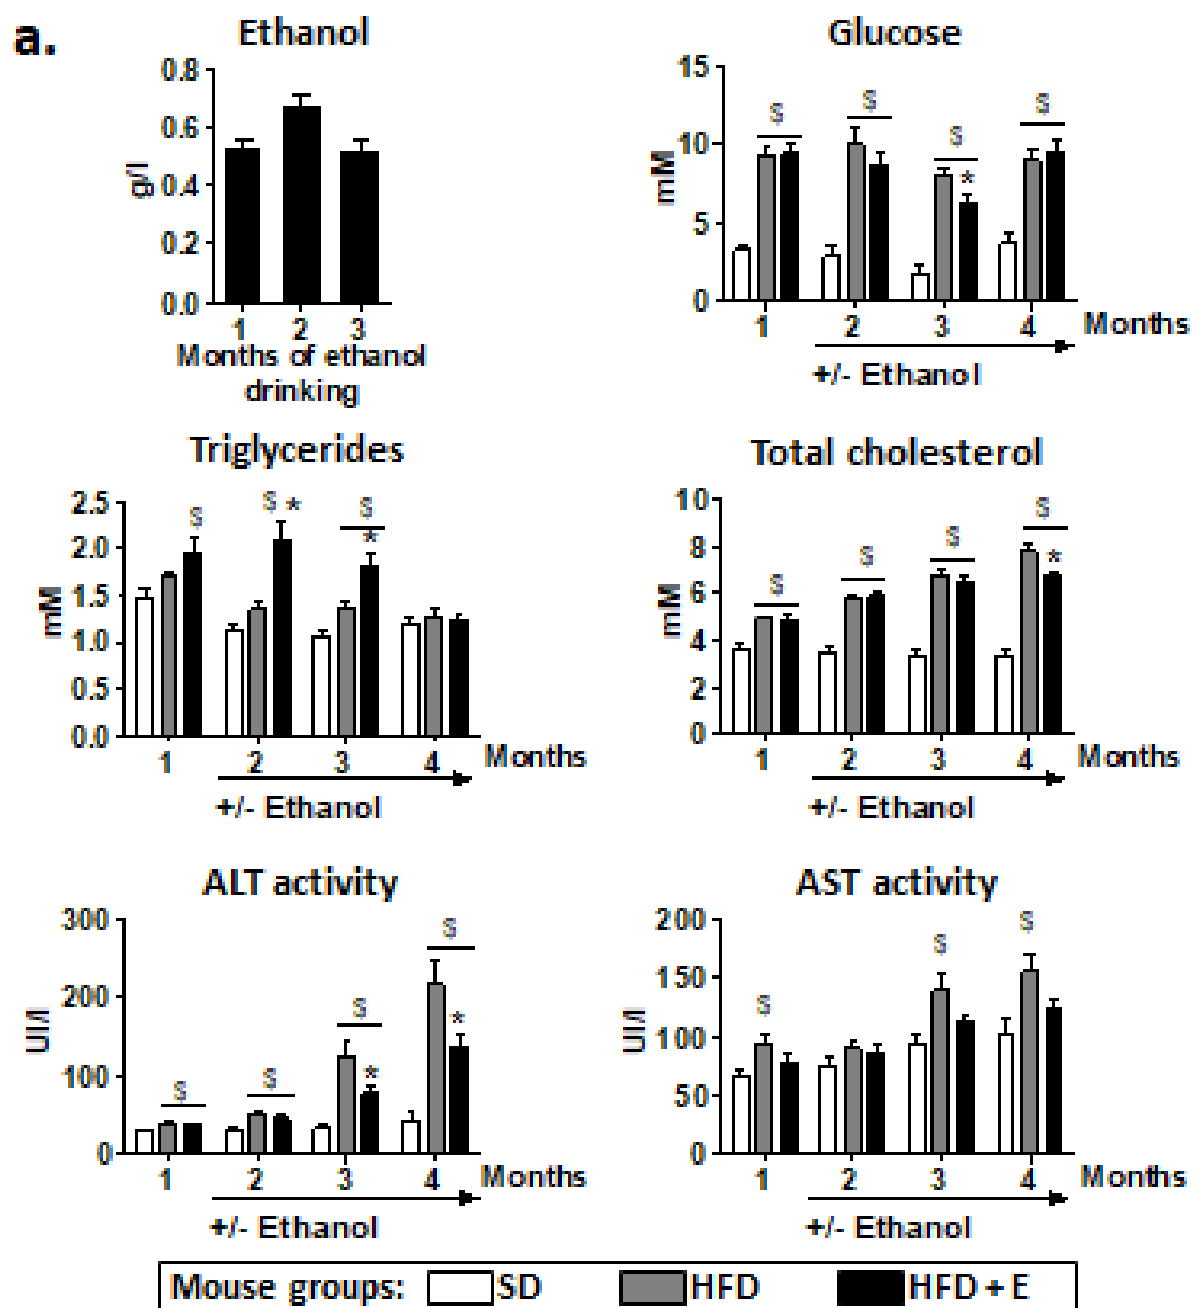 a.
Ethanol
0.8
0.6
0.4
0.2
0.0
g/l
1 2 3
Months of ethanol
drinking
Glucose
15
10
5
0
mM
§ § § §
*
1 2 3 4 Months
+/- Ethanol
Triglycerides
2.5
2.0
1.5
1.0
0.5
0.0
mM
§ § * §
*
1 2 3 4 Months
+/- Ethanol
Total cholesterol
10
8
6
4
2
0
mM
§ § § §
*
1 2 3 4 Months
+/- Ethanol
ALT activity
300
200
100
0
UI/l
§ § § §
* *
1 2 3 4 Months
+/- Ethanol
AST activity
200
150
100
50
0
UI/l
§ § §
1 2 3 4 Months
+/- Ethanol
Mouse groups: SD HFD HFD + E